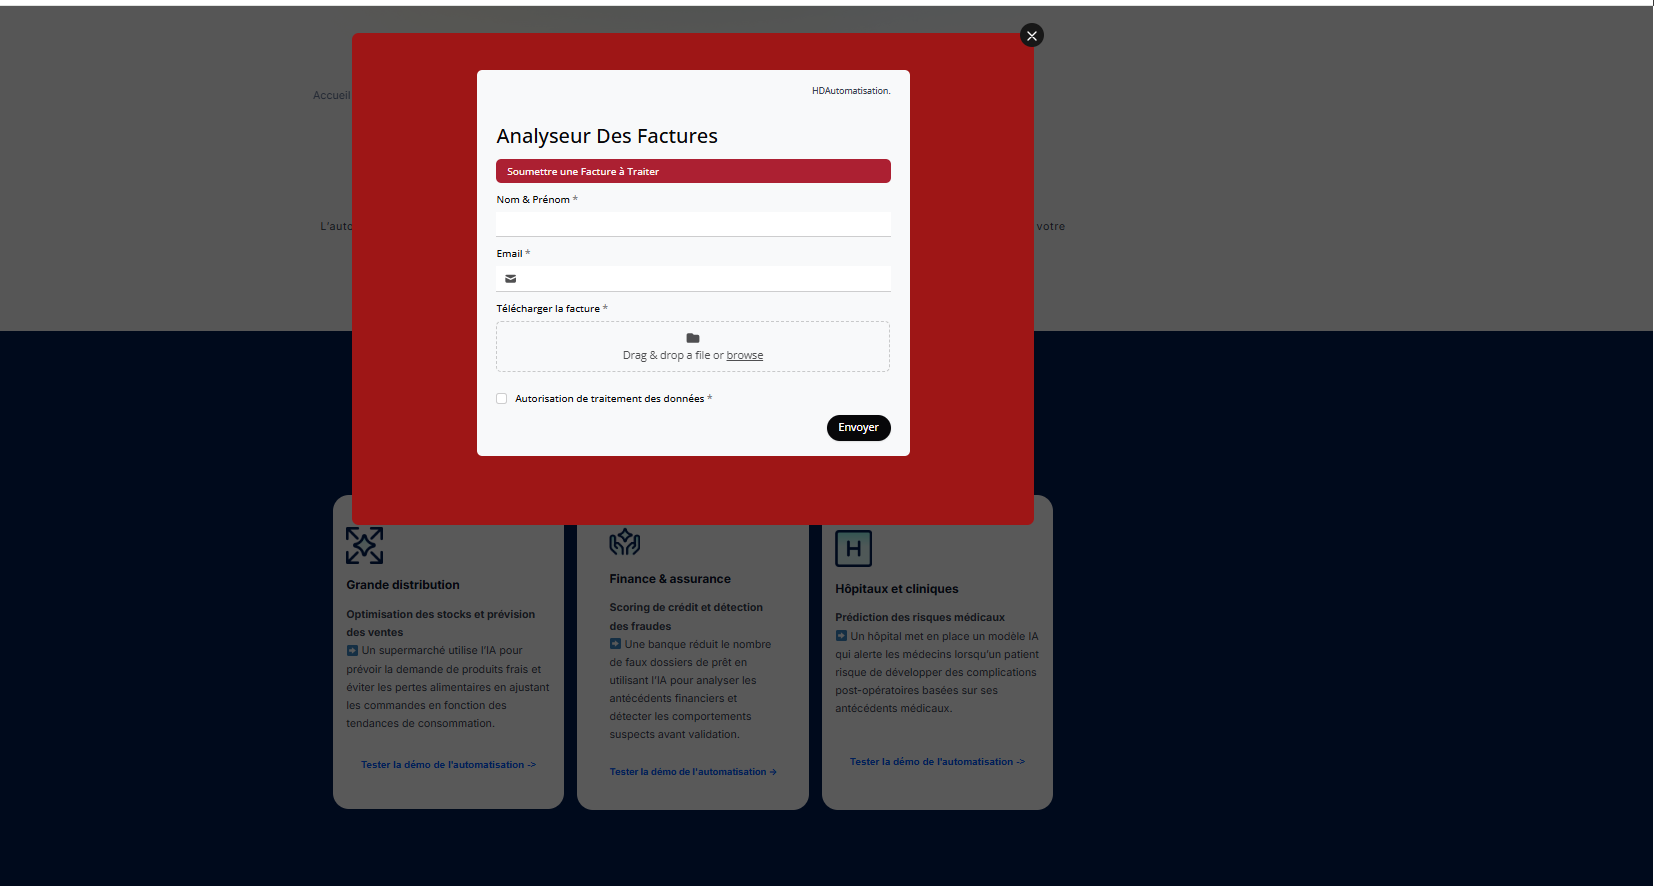 Accueil
HDAutomatisation.
Analyseur Des Factures
Soumettre une Facture à Traiter
Nom & Prénom *
L'auto
votre
Email *
Télécharger la facture *
Drag & drop a file or browse
Autorisation de traitement des données *
Envoyer
Grande distribution
Optimisation des stocks et prévision
des ventes
➡ Un supermarché utilise l'IA pour
prévoir la demande de produits frais et
éviter les pertes alimentaires en ajustant
les commandes en fonction des
tendances de consommation.
Tester la démo de l'automatisation ->
Finance & assurance
Scoring de crédit et détection
des fraudes
➡ Une banque réduit le nombre
de faux dossiers de prêt en
utilisant l'IA pour analyser les
antécédents financiers et
détecter les comportements
suspects avant validation.
Tester la démo de l'automatisation →
H
Hôpitaux et cliniques
Prédiction des risques médicaux
➡ Un hôpital met en place un modèle IA
qui alerte les médecins lorsqu'un patient
risque de développer des complications
post-opératoires basées sur ses
antécédents médicaux.
Tester la démo de l'automatisation ->